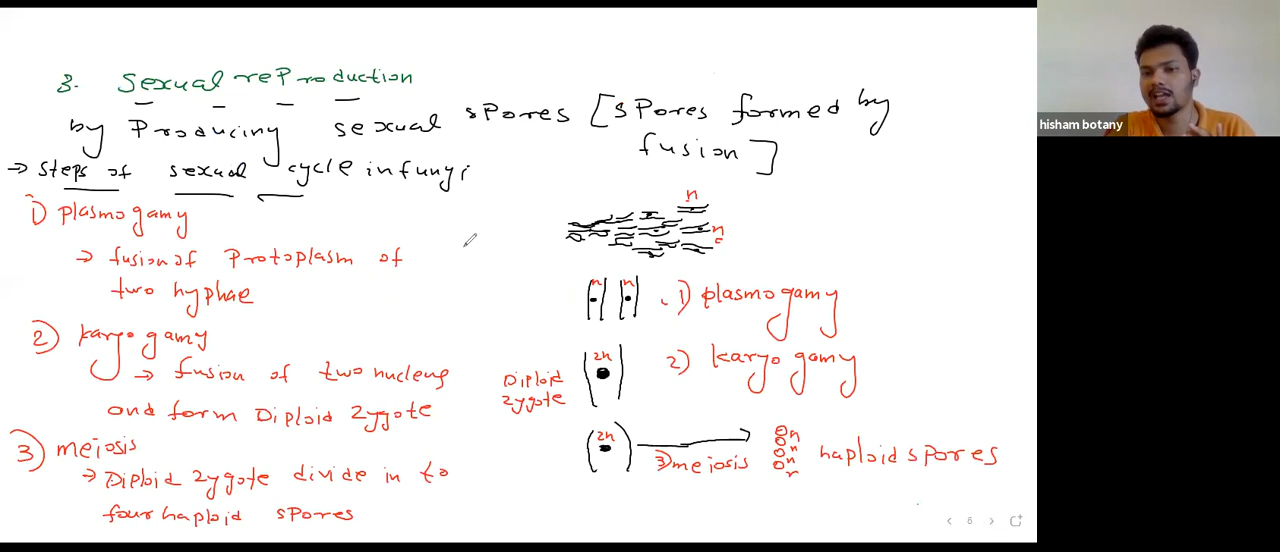 3. Sexual reproduction
by Producing sexual spores [spores formed by fusion]
→ steps of sexual cycle in fungi
1) plasmogamy
→ fusion of Protoplasm of
two hyphae
2) karyogamy
→ fusion of two nucleus
and form Diploid zygote
3) meiosis
→ Diploid zygote divide in to
four haploid spores
n
n
n n
1) plasmogamy
2n
2) karyogamy
Diploid
zygote
2n
3) meiosis
n
n
n
n
haploid spores
hisham botany
6